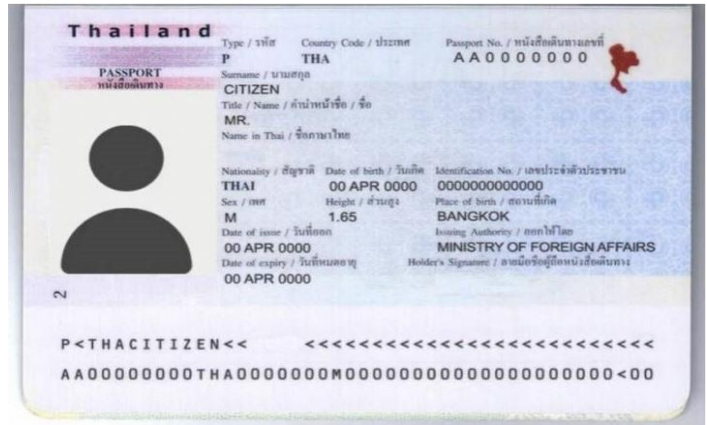 Thailand
Type / รหัส Country Code / ประเทศ Passport No. / หนังสือเดินทางเลขที่
P THA AA0000000
PASSPORT
หนังสือเดินทาง
Surname / นามสกุล
CITIZEN
Title / Name / คำนำหน้าชื่อ / ชื่อ
MR.
Name in Thai / ชื่อภาษาไทย
Nationality / สัญชาติ Date of birth / วันเกิด Identification No. / เลขประจำตัวประชาชน
THAI 00 APR 0000 0000000000000
Sex / เพศ Height / ส่วนสูง Place of birth / สถานที่เกิด
M 1.65 BANGKOK
Date of issue / วันที่ออก Issuing Authority / ออกให้โดย
00 APR 0000 MINISTRY OF FOREIGN AFFAIRS
Date of expiry / วันที่หมดอายุ Holder's Signature / ลายมือชื่อผู้ถือหนังสือเดินทาง
00 APR 0000
2
P<THACITIZEN<< <<<<<<<<<<<<<<<<<<<<<<<<<<
AA00000000THA0000000M00000000000000000000000<00